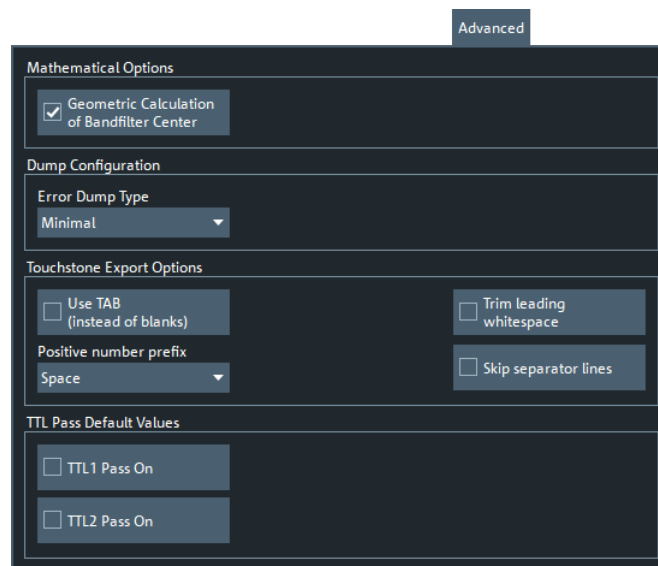 Advanced
Mathematical Options
Geometric Calculation
of Bandfilter Center
Dump Configuration
Error Dump Type
Minimal
Touchstone Export Options
Use TAB
(instead of blanks)
Trim leading
whitespace
Positive number prefix
Space
Skip separator lines
TTL Pass Default Values
TTL1 Pass On
TTL2 Pass On